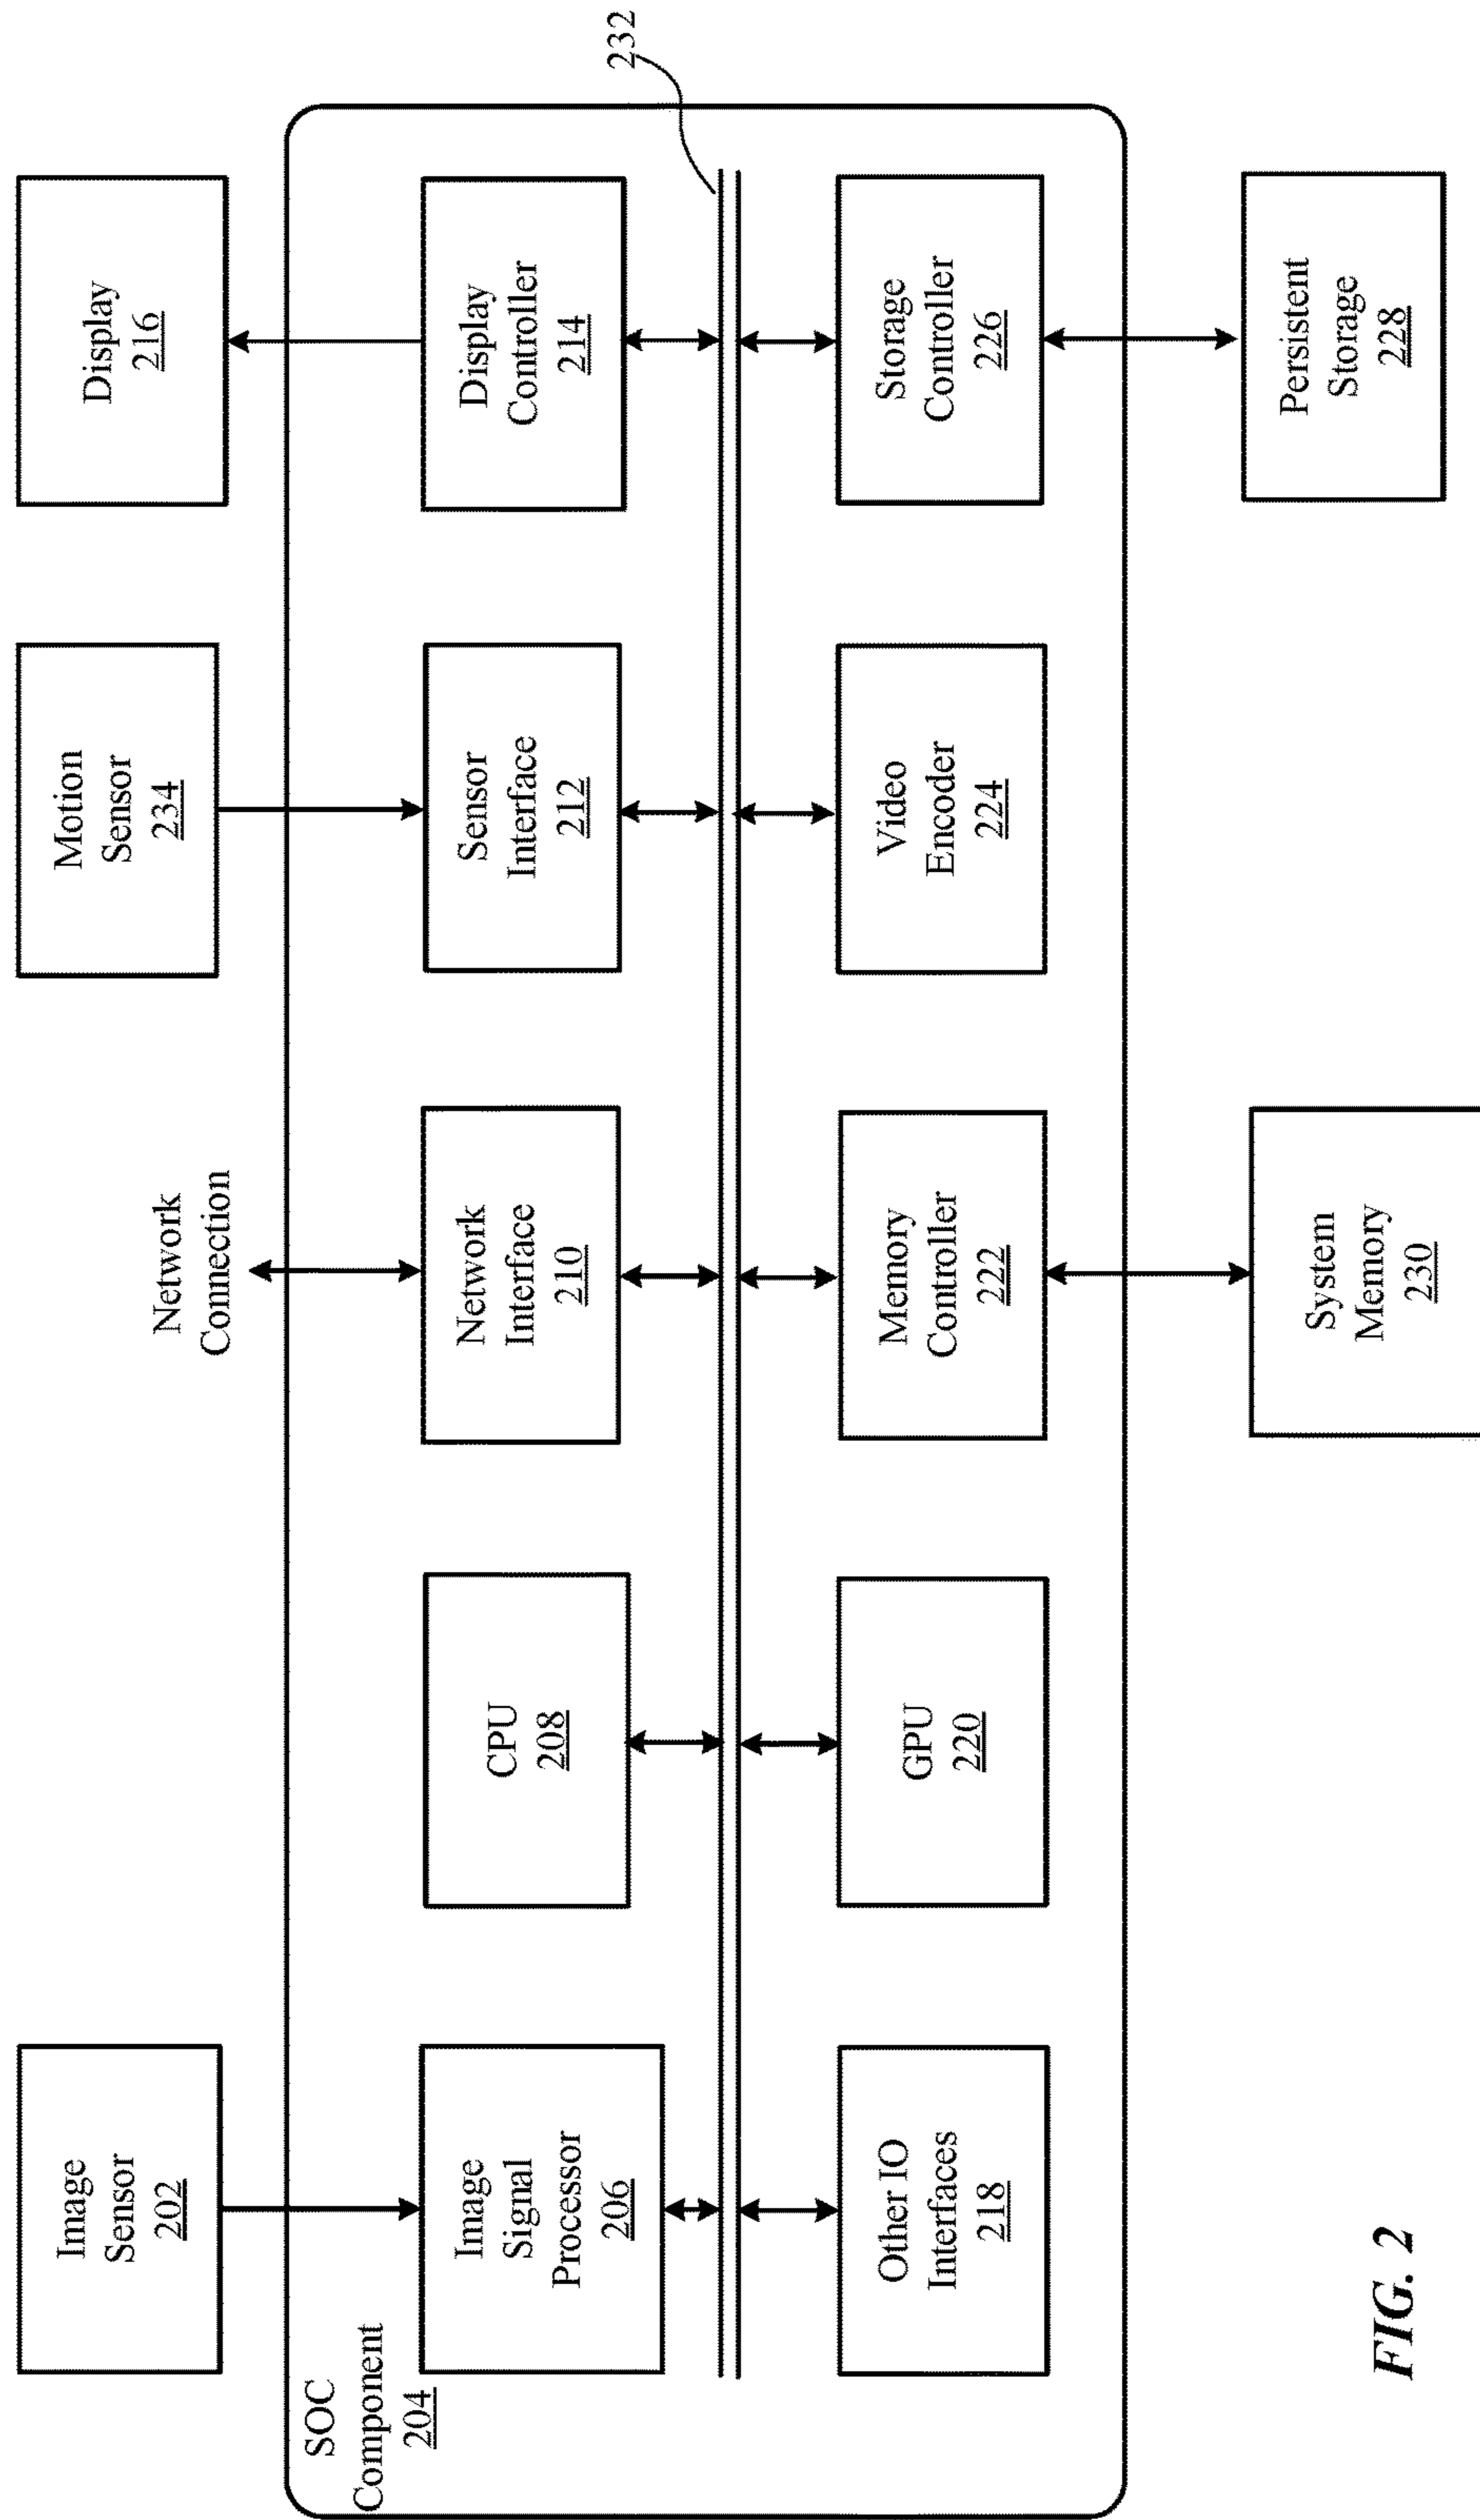 Image
Sensor
202
Network
Connection
Motion
Sensor
234
Display
216
SOC
Component
204
Image
Signal
Processor
206
CPU
208
Network
Interface
210
Sensor
Interface
212
Display
Controller
214
232
Other IO
Interfaces
218
GPU
220
Memory
Controller
222
Video
Encoder
224
Storage
Controller
226
System
Memory
230
Persistent
Storage
228
FIG. 2